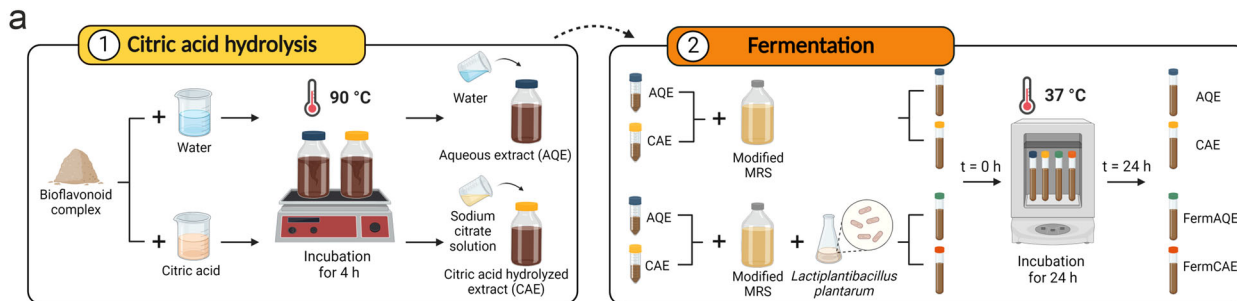 a
1 Citric acid hydrolysis
Bioflavonoid
complex
+
Water
+
Citric acid
90 °C
Incubation
for 4 h
Water
Aqueous extract (AQE)
Sodium
citrate
solution
Citric acid hydrolyzed
extract (CAE)
2 Fermentation
AQE
CAE
+
Modified
MRS
AQE
CAE
+
Modified
MRS
+
Lactiplantibacillus
plantarum
t = 0 h
37 °C
Incubation
for 24 h
t = 24 h
AQE
CAE
FermAQE
FermCAE